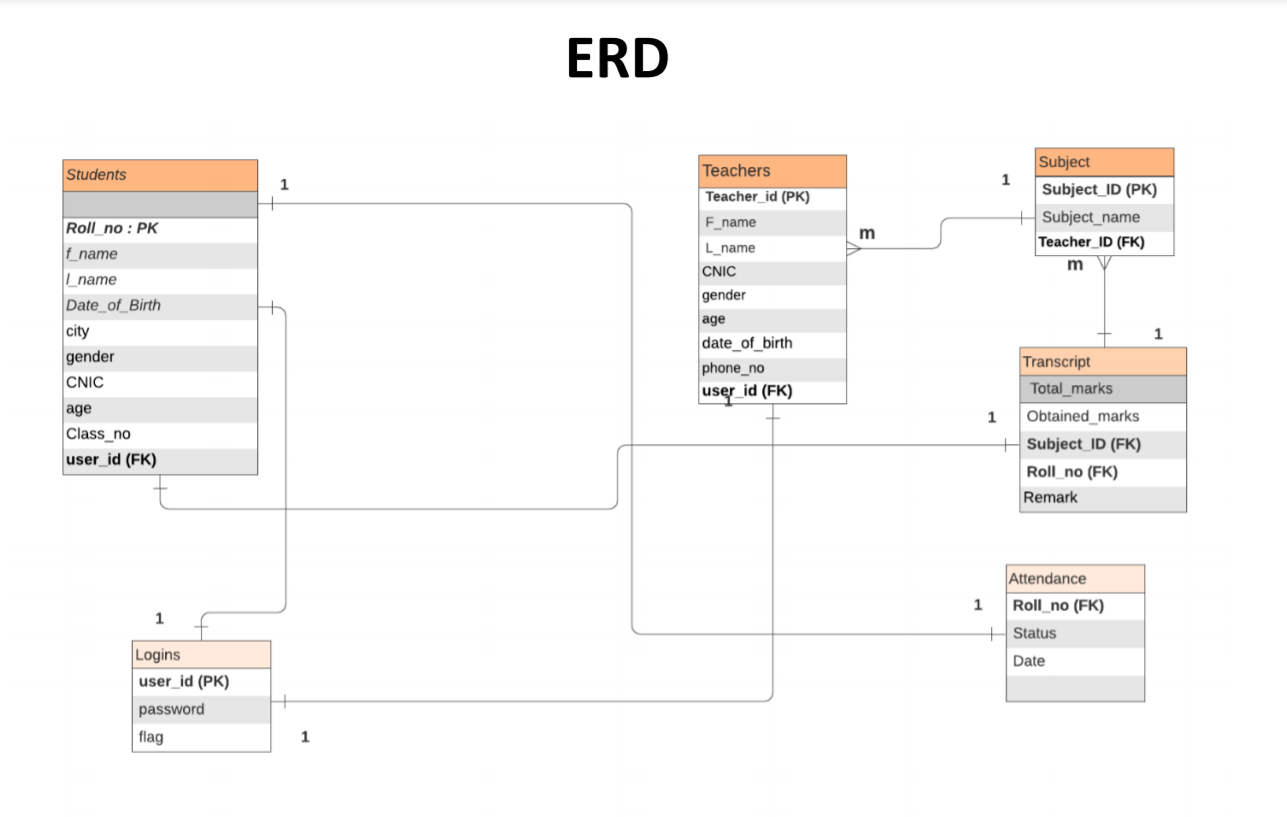 ERD
Students
1
Roll_no : PK
f_name
l_name
Date_of_Birth
city
gender
CNIC
age
Class_no
user_id (FK)
Teachers
Teacher_id (PK)
F_name
L_name
CNIC
gender
age
date_of_birth
phone_no
user_id (FK)
1
m
1
Subject
Subject_ID (PK)
Subject_name
Teacher_ID (FK)
m
1
Transcript
Total_marks
1
Obtained_marks
Subject_ID (FK)
Roll_no (FK)
Remark
Attendance
1
Roll_no (FK)
Status
Date
1
Logins
user_id (PK)
password
flag
1